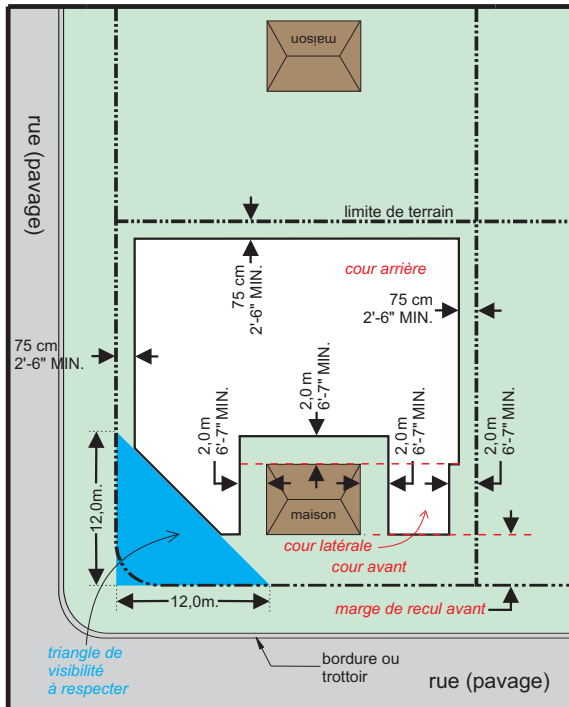 maison
rue (pavage)
limite de terrain
cour arrière
75 cm
2'-6" MIN.
75 cm
2'-6" MIN.
75 cm
2'-6" MIN.
2,0 m
6'-7" MIN.
2,0 m
6'-7" MIN.
2,0 m
6'-7" MIN.
2,0 m
6'-7" MIN.
12,0m.
maison
cour latérale
cour avant
12,0m.
marge de recul avant
triangle de
visibilité
à respecter
bordure ou
trottoir
rue (pavage)